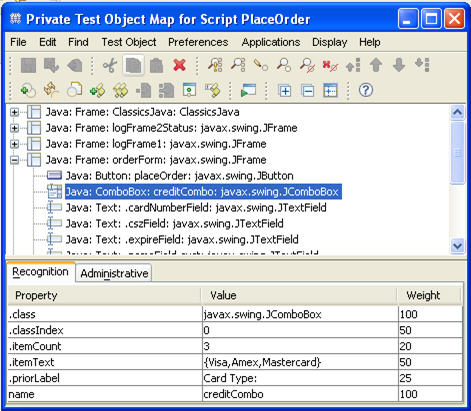 Private Test Object Map for Script PlaceOrder
File Edit Find Test Object Preferences Applications Display Help
Java: Frame: ClassicsJava: ClassicsJava
Java: Frame: logFrame2Status: javax.swing.JFrame
Java: Frame: logFrame1: javax.swing.JFrame
Java: Frame: orderForm: javax.swing.JFrame
Java: Button: placeOrder: javax.swing.JButton
Java: ComboBox: creditCombo: javax.swing.JComboBox
Java: Text: .cardNumberField: javax.swing.JTextField
Java: Text: .cszField: javax.swing.JTextField
Java: Text: .expireField: javax.swing.JTextField
Recognition Administrative
Property Value Weight
.class javax.swing.JComboBox 100
.classIndex 0 50
.itemCount 3 20
.itemText {Visa,Amex,Mastercard} 50
.priorLabel Card Type: 25
name creditCombo 100